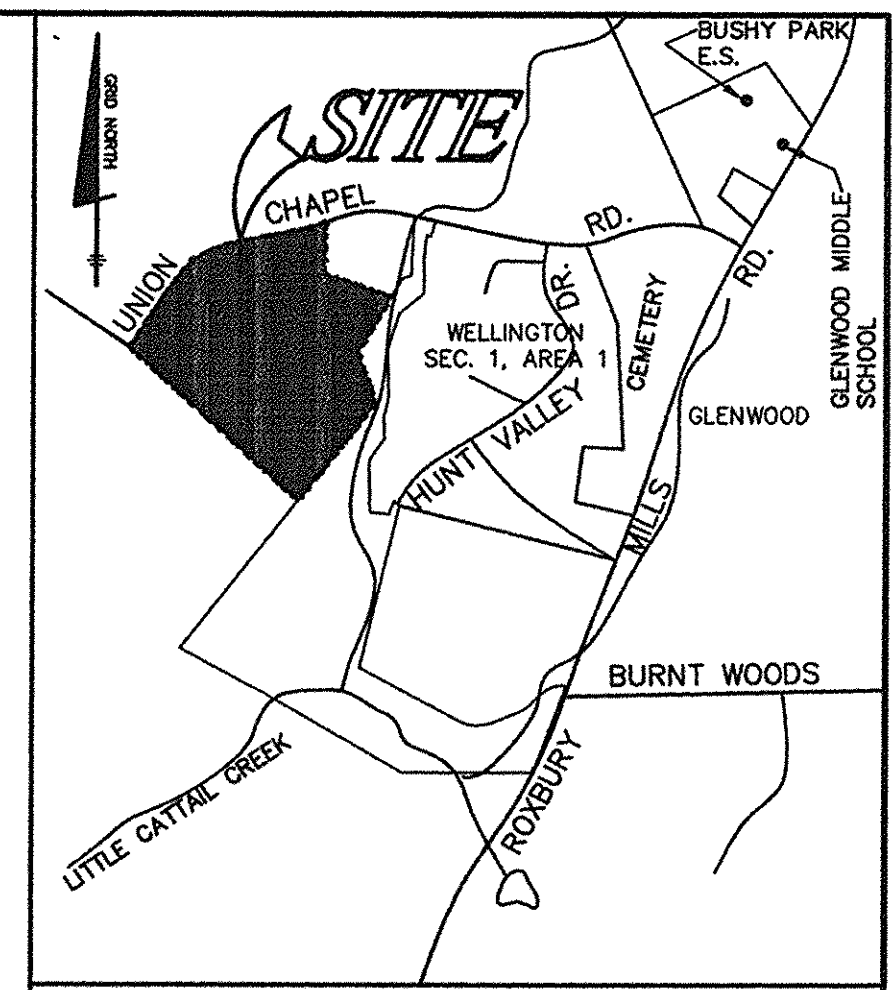 BUSHY PARK
E.S.
GRID NORTH
SITE
CHAPEL
RD.
UNION
RD.
GLENWOOD MIDDLE
SCHOOL
DR.
WELLINGTON
SEC. 1, AREA 1
CEMETERY
GLENWOOD
HUNT VALLEY
MILLS
BURNT WOODS
ROXBURY
LITTLE CATTAIL CREEK